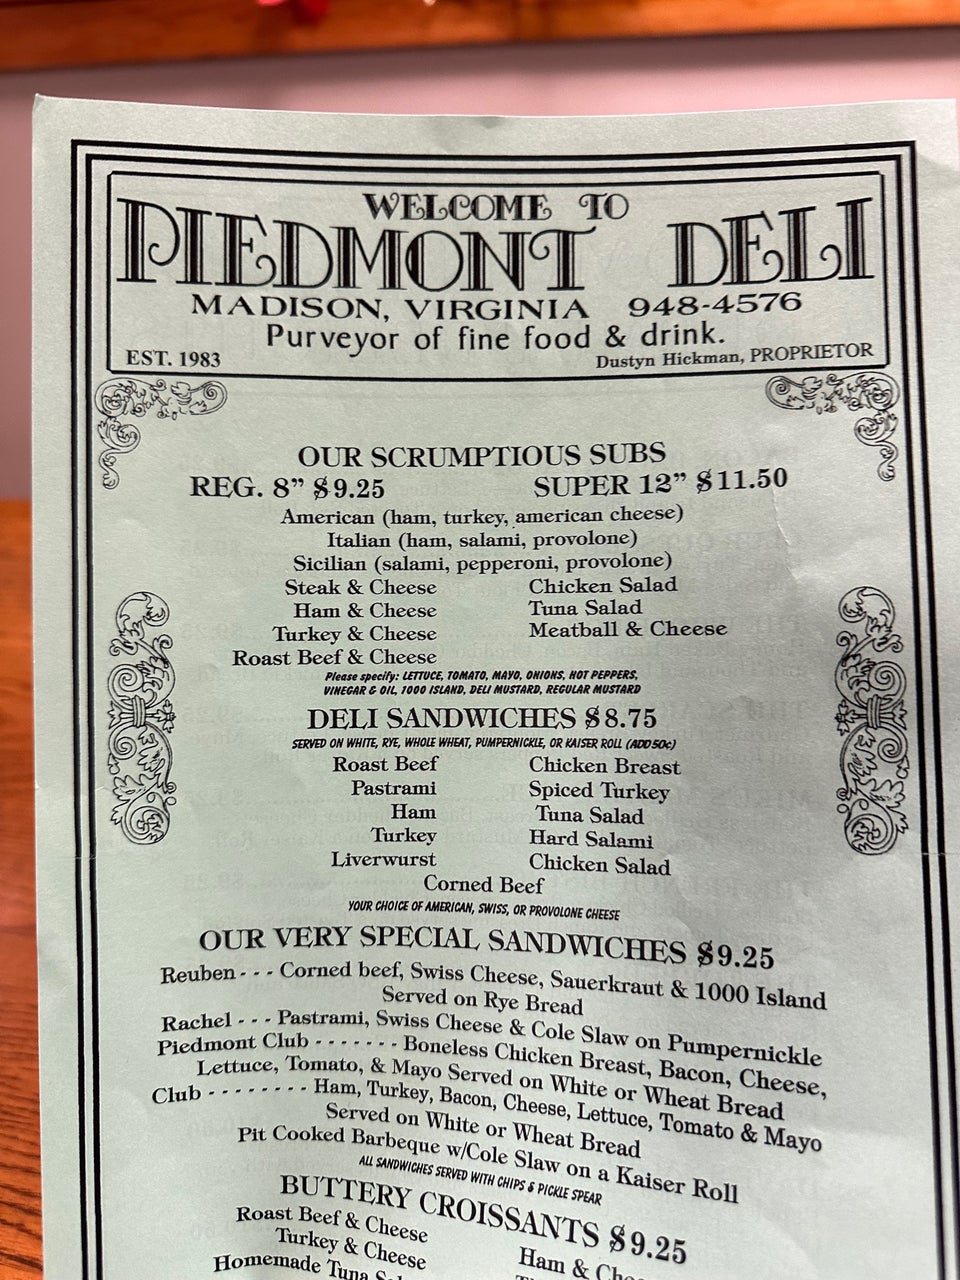 WELCOME TO
PIEDMONT DELI
MADISON, VIRGINIA 948-4576
Purveyor of fine food & drink.
EST. 1983 Dustyn Hickman, PROPRIETOR
OUR SCRUMPTIOUS SUBS
REG. 8” $9.25 SUPER 12” $11.50
American (ham, turkey, american cheese)
Italian (ham, salami, provolone)
Sicilian (salami, pepperoni, provolone)
Steak & Cheese Chicken Salad
Ham & Cheese Tuna Salad
Turkey & Cheese Meatball & Cheese
Roast Beef & Cheese
Please specify: LETTUCE, TOMATO, MAYO, ONIONS, HOT PEPPERS,
VINEGAR & OIL, 1000 ISLAND, DELI MUSTARD, REGULAR MUSTARD
DELI SANDWICHES $8.75
SERVED ON WHITE, RYE, WHOLE WHEAT, PUMPERNICKLE, OR KAISER ROLL (ADD 50¢)
Roast Beef Chicken Breast
Pastrami Spiced Turkey
Ham Tuna Salad
Turkey Hard Salami
Liverwurst Chicken Salad
Corned Beef
YOUR CHOICE OF AMERICAN, SWISS, OR PROVOLONE CHEESE
OUR VERY SPECIAL SANDWICHES $9.25
Reuben - - - Corned beef, Swiss Cheese, Sauerkraut & 1000 Island
Served on Rye Bread
Rachel - - - Pastrami, Swiss Cheese & Cole Slaw on Pumpernickle
Piedmont Club - - - - - - - Boneless Chicken Breast, Bacon, Cheese,
Lettuce, Tomato, & Mayo Served on White or Wheat Bread
Club - - - - - - - - Ham, Turkey, Bacon, Cheese, Lettuce, Tomato & Mayo
Served on White or Wheat Bread
Pit Cooked Barbeque w/Cole Slaw on a Kaiser Roll
ALL SANDWICHES SERVED WITH CHIPS & PICKLE SPEAR
BUTTERY CROISSANTS $9.25
Roast Beef & Cheese Ham &
Turkey & Cheese
Homemade Tuna